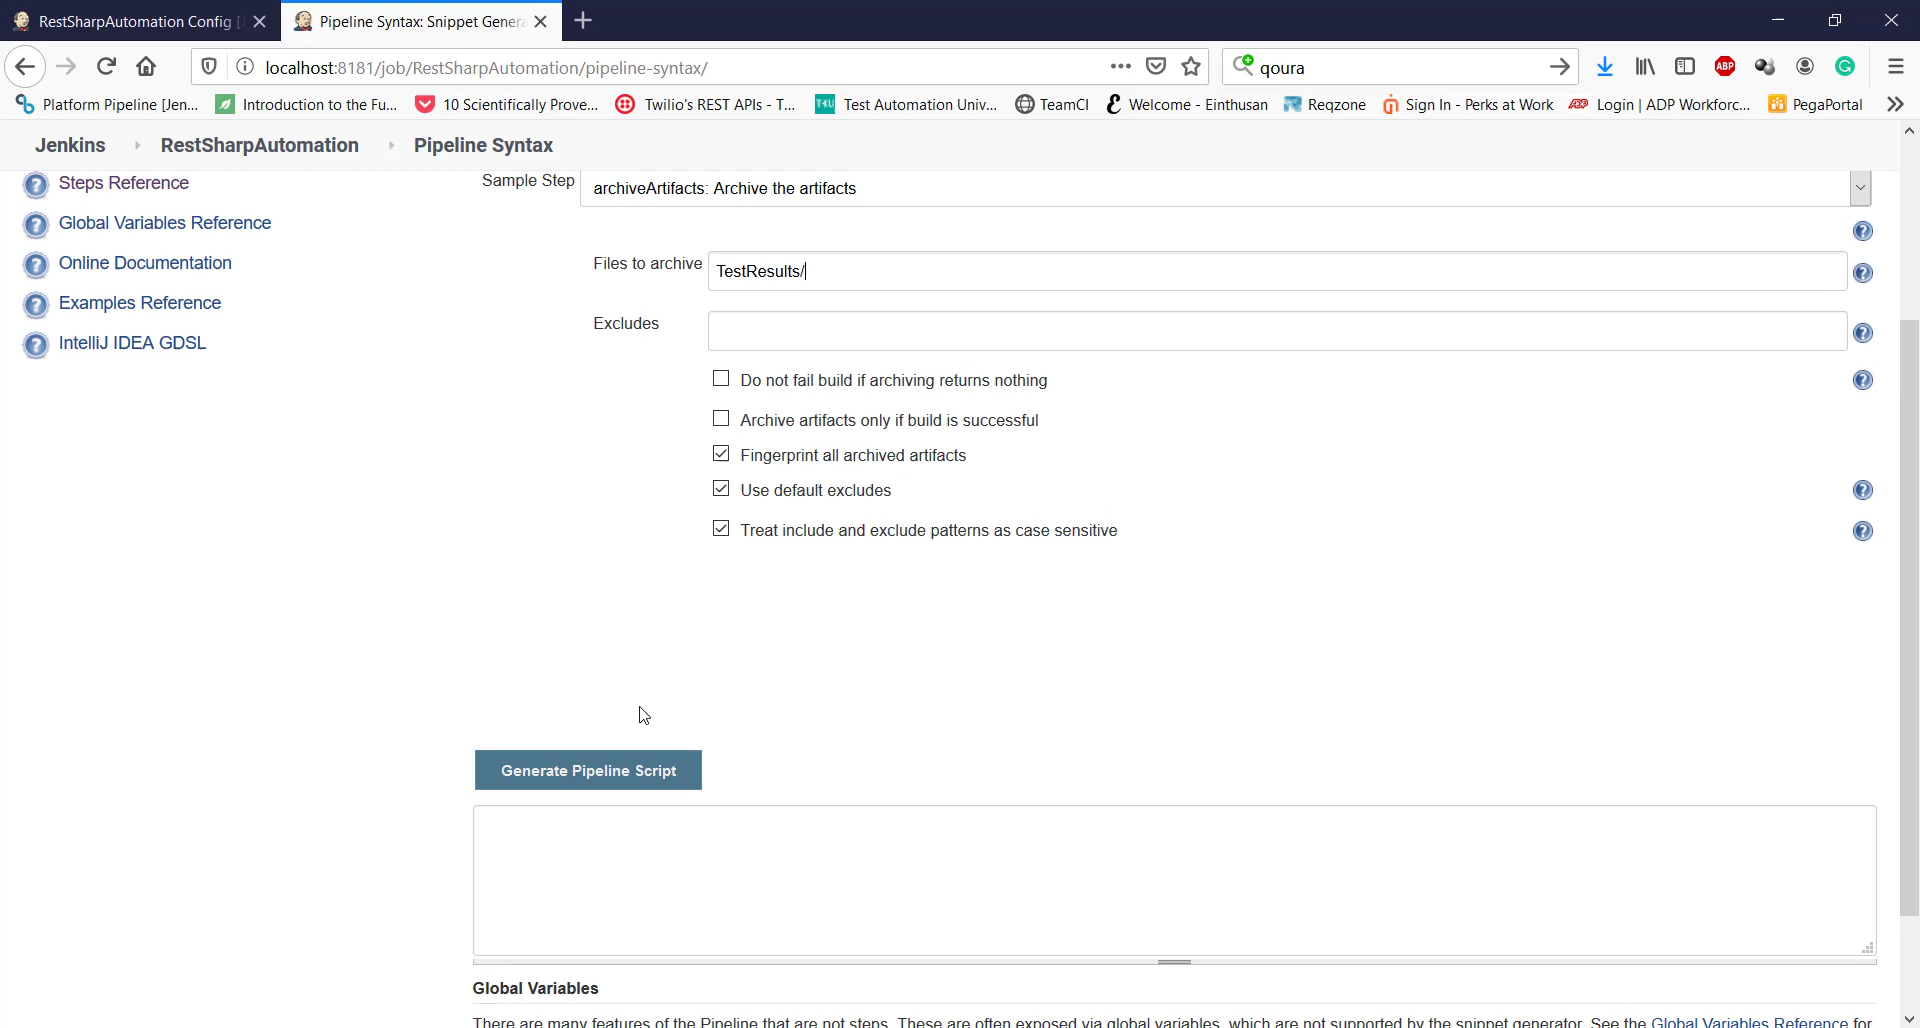 RestSharpAutomation Config [
Pipeline Syntax: Snippet Genera
localhost:8181/job/RestSharpAutomation/pipeline-syntax/
qoura
ABP
G
Platform Pipeline [Jen...
Introduction to the Fu...
10 Scientifically Prove...
Twilio's REST APIs - T...
TKU
Test Automation Univ...
TeamCI
Welcome - Einthusan
Reqzone
Sign In - Perks at Work
Login | ADP Workforc...
PegaPortal
Jenkins
RestSharpAutomation
Pipeline Syntax
Steps Reference
Global Variables Reference
Online Documentation
Examples Reference
IntelliJ IDEA GDSL
Sample Step
archiveArtifacts: Archive the artifacts
Files to archive
TestResults/
Excludes
Do not fail build if archiving returns nothing
Archive artifacts only if build is successful
Fingerprint all archived artifacts
Use default excludes
Treat include and exclude patterns as case sensitive
Generate Pipeline Script
Global Variables
There are many features of the Pipeline that are not steps. These are often exposed via global variables, which are not supported by the snippet generator. See the Global Variables Reference for